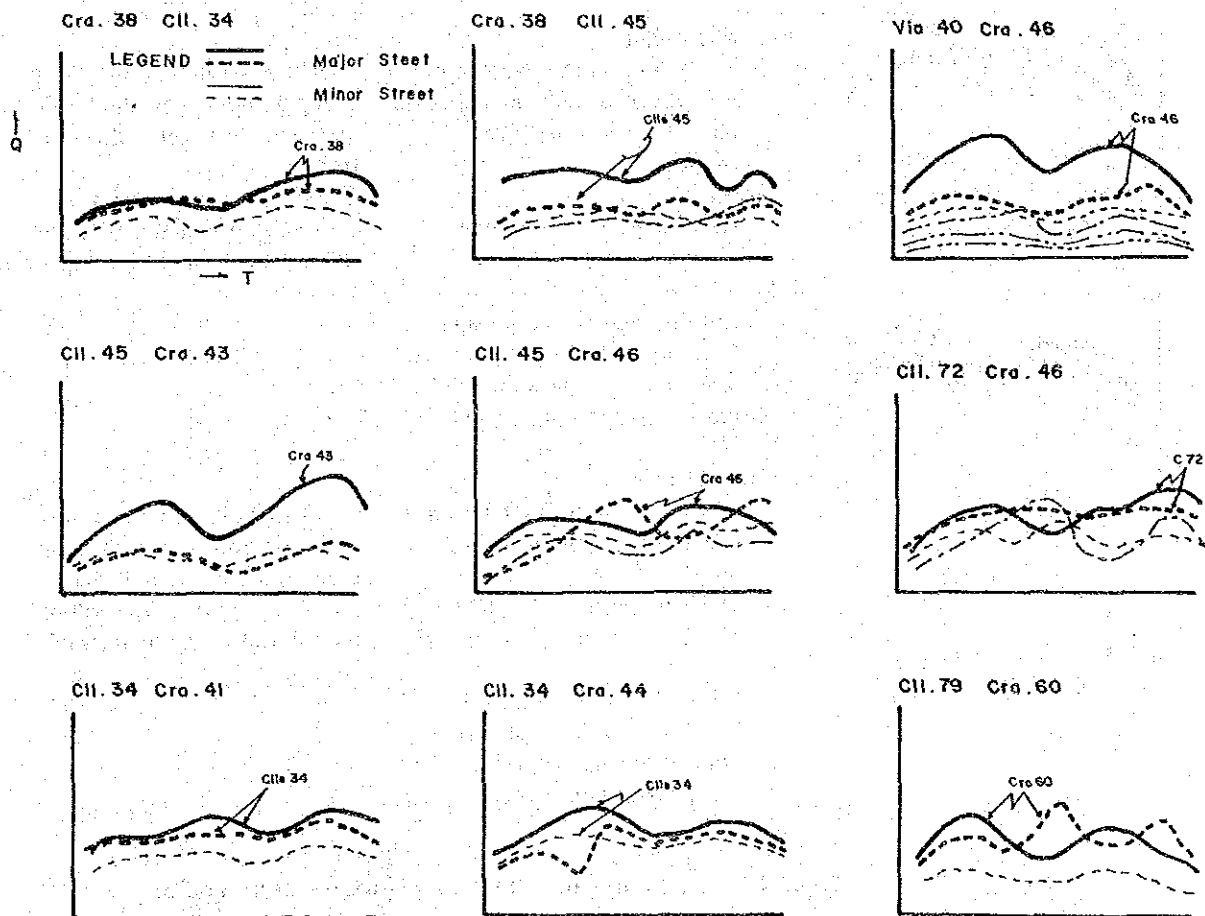 Cra. 38 Cll. 34
LEGEND
Major Steet
Minor Street
Q
Cra. 38
T
Cra. 38 Cll. 45
Clle 45
Via 40 Cra. 46
Cra 46
Cll. 45 Cra. 43
Cra 43
Cll. 45 Cra. 46
Cra 46
Cll. 72 Cra. 46
C 72
Cll. 34 Cra. 41
Clle 34
Cll. 34 Cra. 44
Clle 34
Cll. 79 Cra. 60
Cra 60